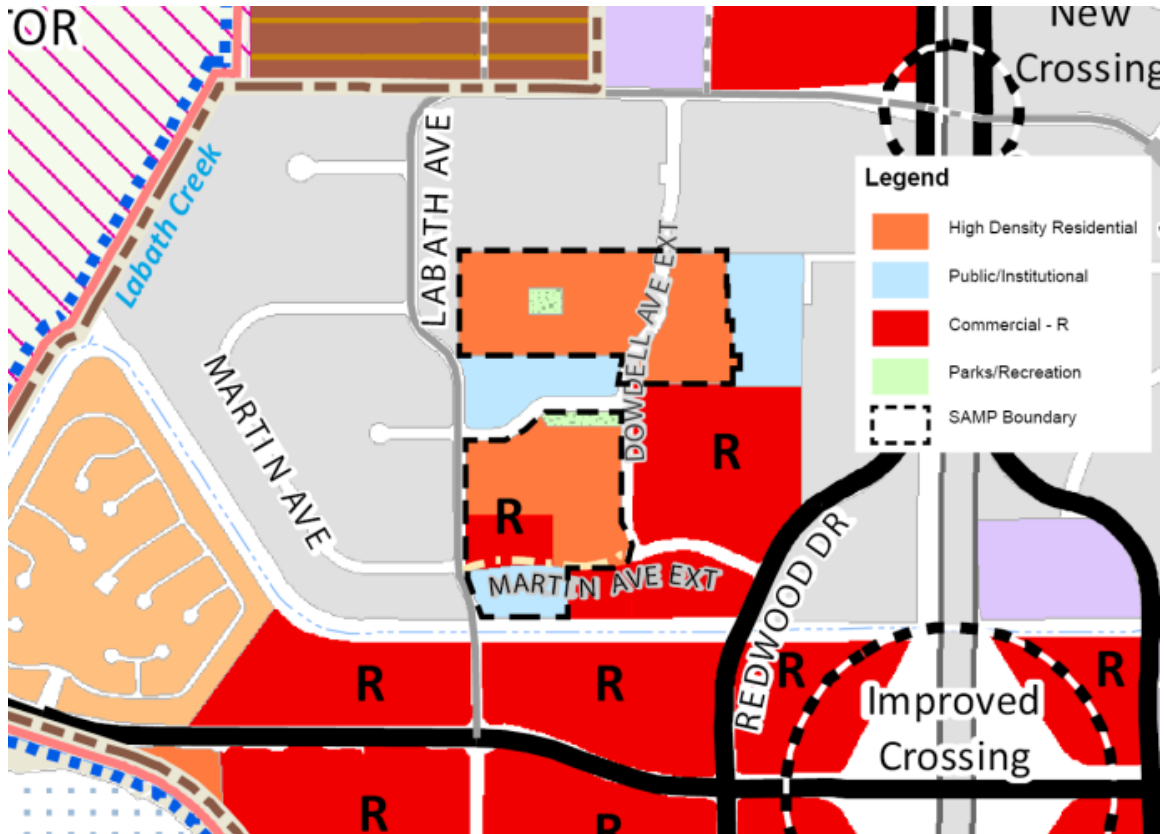 OR
New
Crossing
Labath Creek
LABATH AVE
DOWDELL AVE EXT
Legend
High Density Residential
Public/Institutional
Commercial - R
Parks/Recreation
SAMP Boundary
MARTIN AVE
R
R
MARTIN AVE EXT
REDWOOD DR
R
R
R
R
Improved
Crossing
R
R